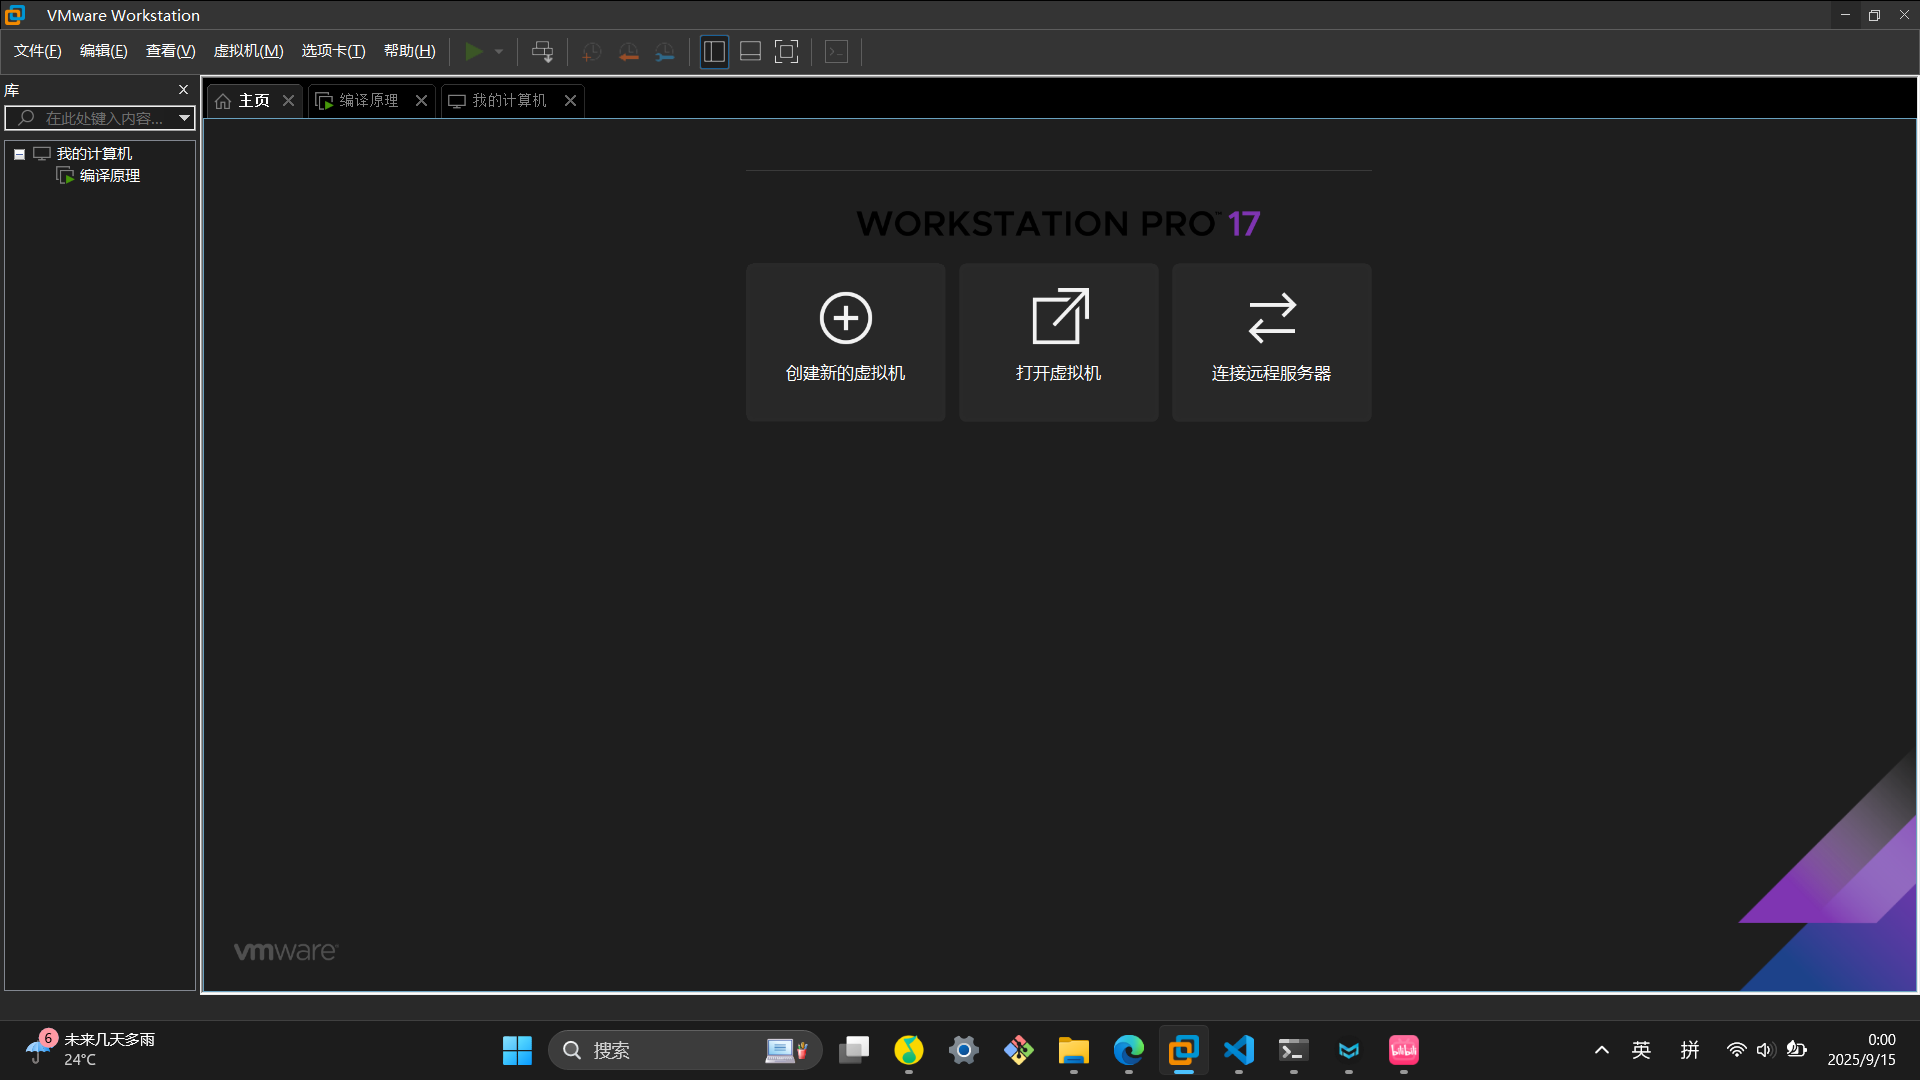 VMware Workstation
文件(F) 编辑(E) 查看(V) 虚拟机(M) 选项卡(T) 帮助(H)
库
在此处键入内容...
我的计算机
编译原理
主页 编译原理 我的计算机
WORKSTATION PRO™ 17
创建新的虚拟机 打开虚拟机 连接远程服务器
vmware
6
未来几天多雨
24°C
搜索
bilibili
英 拼
0:00
2025/9/15